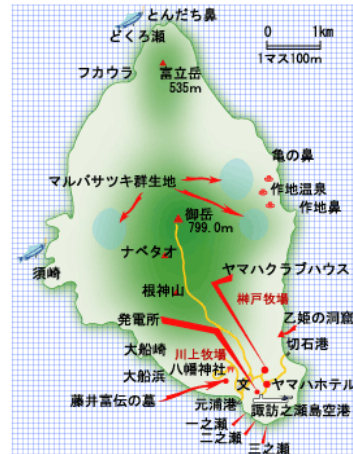 とんだち鼻
どくろ瀬
0 1km
1マス100m
フカウラ
富立岳
535m
亀の鼻
マルバサツキ群生地
作地温泉
作地鼻
御岳
799.0m
ナベタオ
ヤマハクラブハウス
須崎
根神山
榊戸牧場
発電所
乙姫の洞窟
大船崎
川上牧場
切石港
大船浜
八幡神社
文
ヤマハホテル
藤井富伝の墓
元浦港
諏訪之瀬島空港
一之瀬
二之瀬
三之瀬